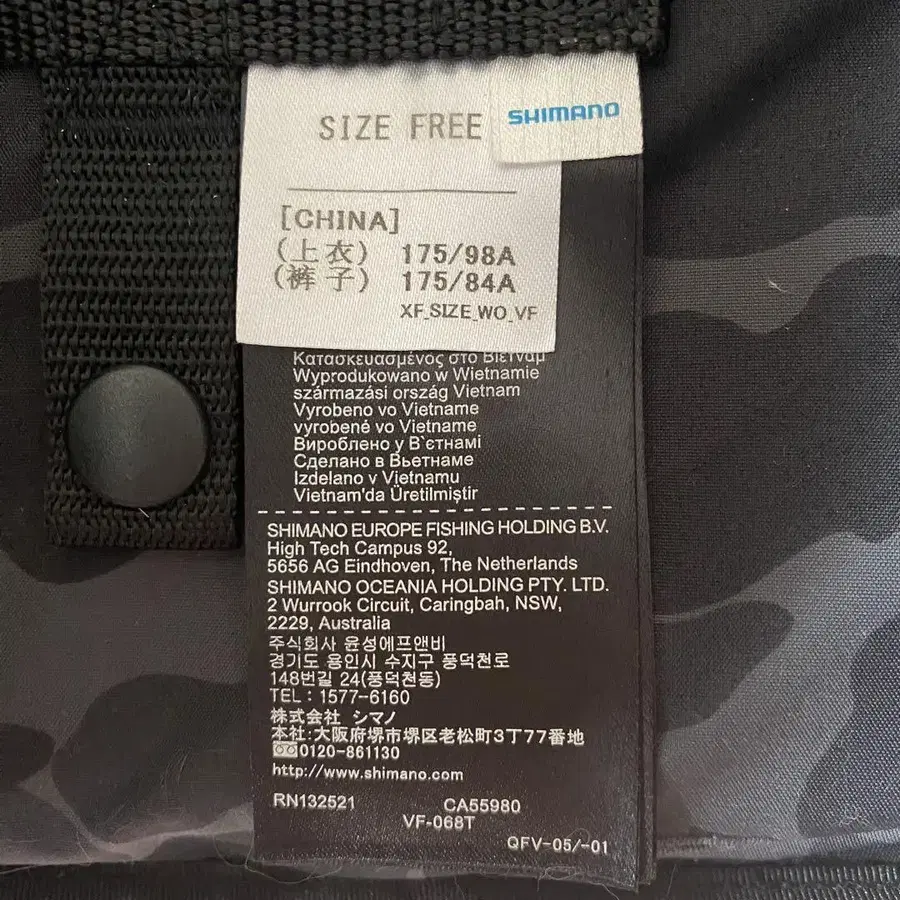 SIZE FREE
SHIMANO
[CHINA]
(上衣) 175/98A
(裤子) 175/84A
XF_SIZE_WO_VF
Κατασκευασμένος στο Βιετναμ
Wyprodukowano w Wietnamie
származási ország Vietnam
Vyrobeno vo Vietname
vyrobené vo Vietname
Вироблено у В`єтнамі
Сделано в Вьетнаме
Izdelano v Vietnamu
Vietnam'da Üretilmiştir
SHIMANO EUROPE FISHING HOLDING B.V.
High Tech Campus 92,
5656 AG Eindhoven, The Netherlands
SHIMANO OCEANIA HOLDING PTY. LTD.
2 Wurrook Circuit, Caringbah, NSW,
2229, Australia
주식회사 윤성에프앤비
경기도 용인시 수지구 풍덕천로
148번길 24(풍덕천동)
TEL : 1577-6160
株式会社 シマノ
本社:大阪府堺市堺区老松町3丁77番地
0120-861130
http://www.shimano.com
RN132521 CA55980
VF-068T
QFV-05/-01